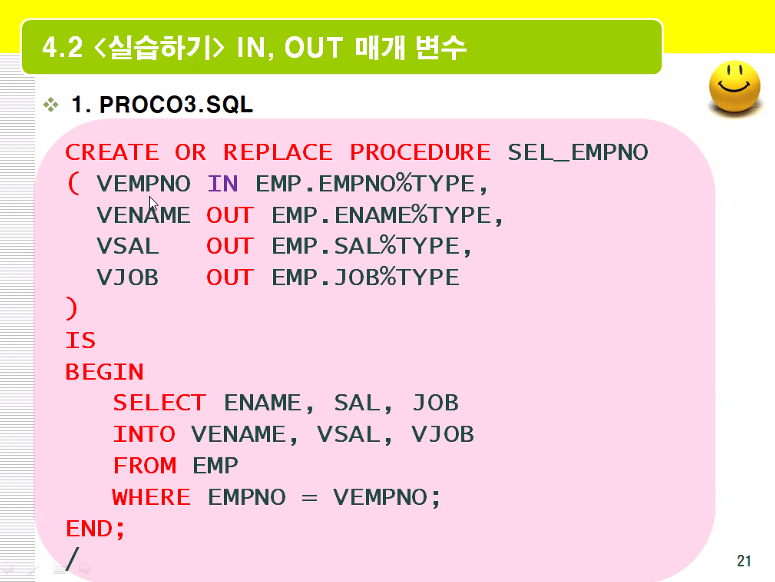 4.2 <실습하기> IN, OUT 매개 변수
❖ 1. PROC03.SQL
CREATE OR REPLACE PROCEDURE SEL_EMPNO
( VEMPNO IN EMP.EMPNO%TYPE,
VENAME OUT EMP.ENAME%TYPE,
VSAL OUT EMP.SAL%TYPE,
VJOB OUT EMP.JOB%TYPE
)
IS
BEGIN
SELECT ENAME, SAL, JOB
INTO VENAME, VSAL, VJOB
FROM EMP
WHERE EMPNO = VEMPNO;
END;
/
21